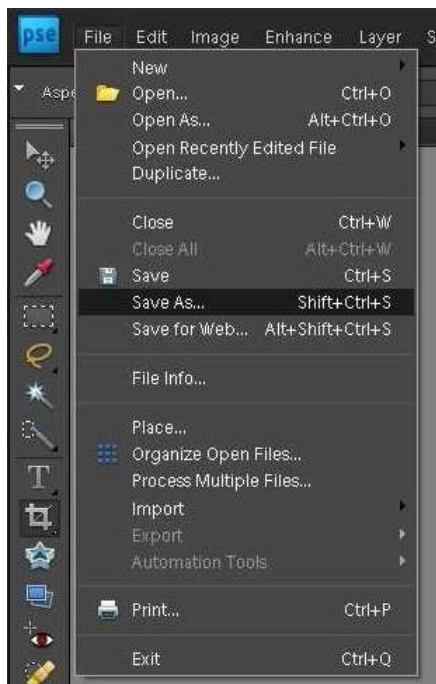 pse File Edit Image Enhance Layer S
Aspe
New
Open... Ctrl+O
Open As... Alt+Ctrl+O
Open Recently Edited File
Duplicate...
Close Ctrl+W
Close All Alt+Ctrl+W
Save Ctrl+S
Save As... Shift+Ctrl+S
Save for Web... Alt+Shift+Ctrl+S
File Info...
Place...
Organize Open Files...
Process Multiple Files...
Import
Export
Automation Tools
Print... Ctrl+P
Exit Ctrl+Q
T